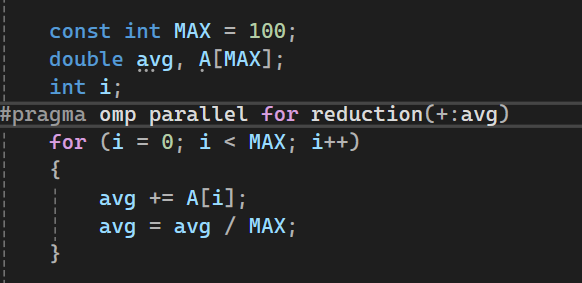 const int MAX = 100;
double avg, A[MAX];
int i;
#pragma omp parallel for reduction(+:avg)
for (i = 0; i < MAX; i++)
{
avg += A[i];
avg = avg / MAX;
}